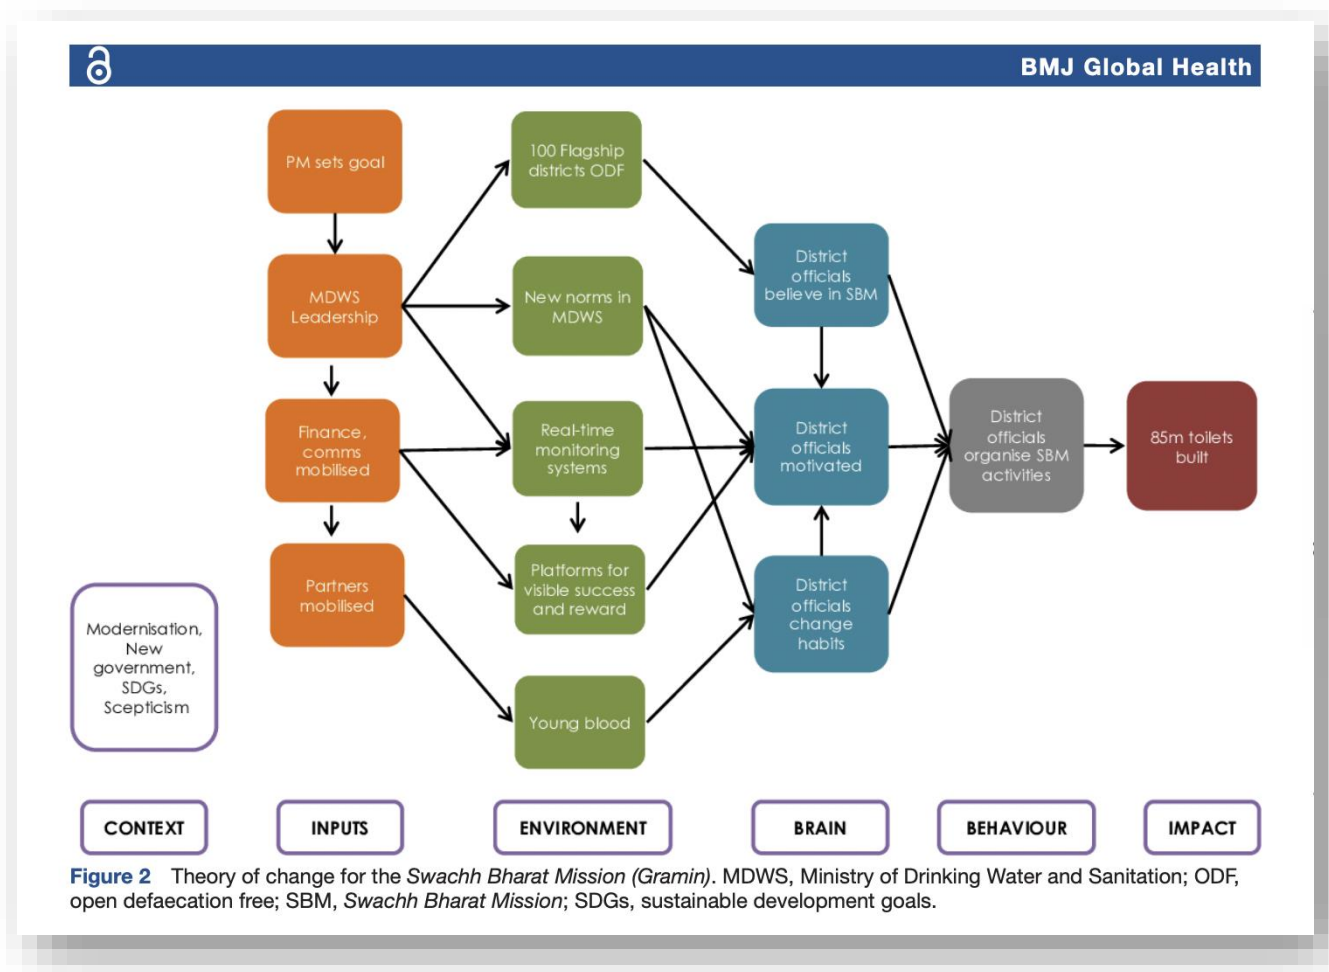 BMJ Global Health
PM sets goal
MDWS
Leadership
Finance,
comms
mobilised
Partners
mobilised
Modernisation,
New
government,
SDGs,
Scepticism
100 Flagship
districts ODF
New norms in
MDWS
Real-time
monitoring
systems
Platforms for
visible success
and reward
Young blood
District
officials
believe in SBM
District
officials
motivated
District
officials
change
habits
District
officials
organise SBM
activities
85m toilets
built
CONTEXT
INPUTS
ENVIRONMENT
BRAIN
BEHAVIOUR
IMPACT
Figure 2 Theory of change for the Swachh Bharat Mission (Gramin). MDWS, Ministry of Drinking Water and Sanitation; ODF,
open defaecation free; SBM, Swachh Bharat Mission; SDGs, sustainable development goals.